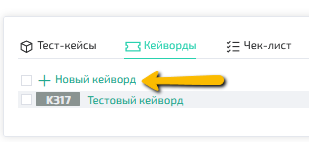 Тест-кейсы Кейворды Чек-лист
Новый кейворд
K317 Тестовый кейворд